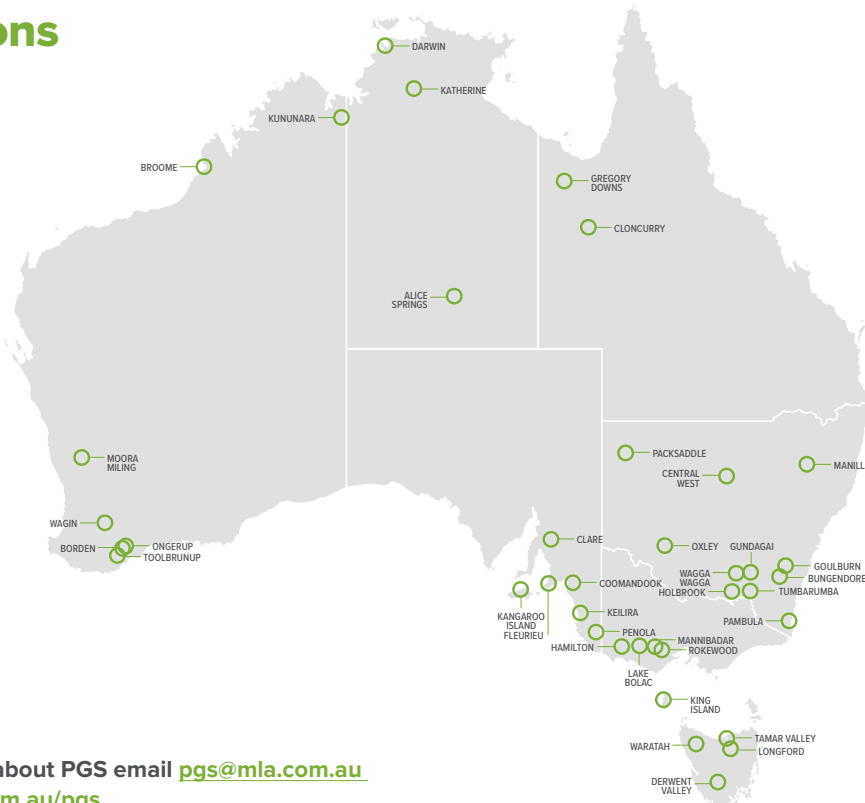 ons
DARWIN
KATHERINE
KUNUNARA
BROOME
GREGORY
DOWNS
CLONCURRY
ALICE
SPRINGS
MOORA
MILING
PACKSADDLE
MANILL
CENTRAL
WEST
WAGIN
BORDEN
ONGERUP
TOOLBRUNUP
CLARE
OXLEY
GUNDAGAI
GOULBURN
WAGGA
WAGGA
BUNGENDORE
COOMANDOOK
HOLBROOK
TUMBARUMBA
KANGAROO
ISLAND
FLEURIEU
KEILIRA
PAMBULA
PENOLA
MANNIBADAR
HAMILTON
ROKEWOOD
LAKE
BOLAC
KING
ISLAND
TAMAR VALLEY
WARATAH
LONGFORD
DERWENT
VALLEY
about PGS email pgs@mla.com.au
m.au/pgs